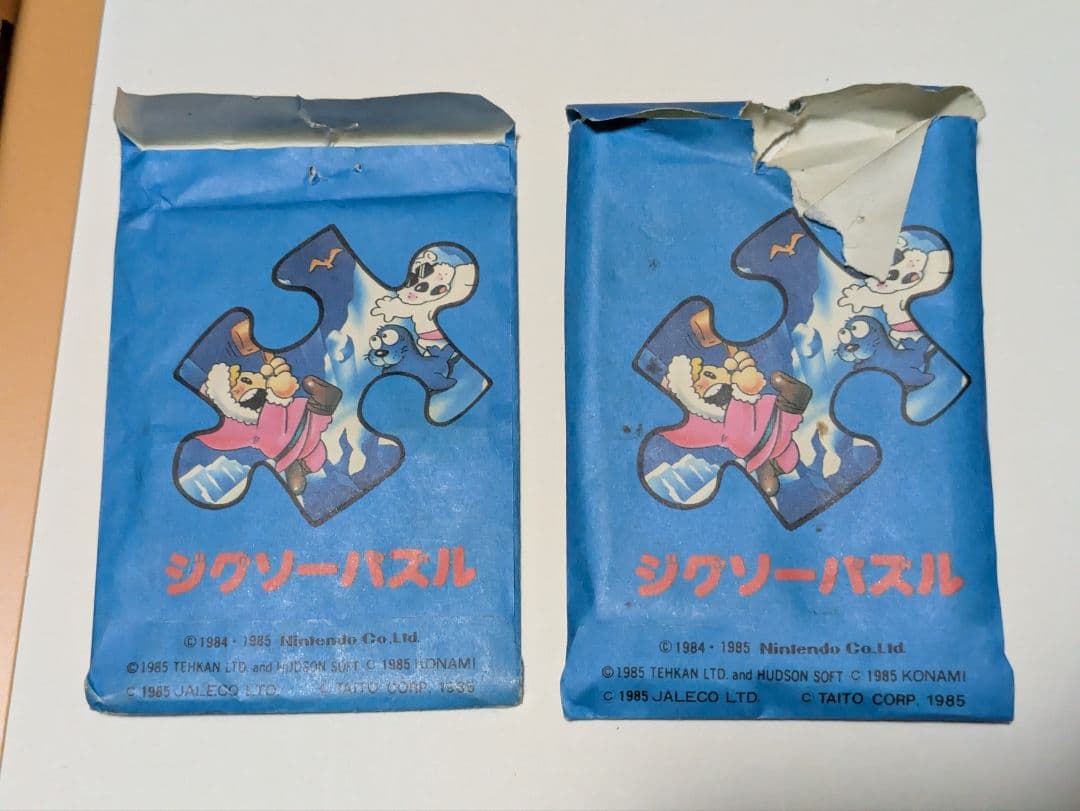 ジグソーパズル
©1984・1985 Nintendo Co.,Ltd.
©1985 TEHKAN LTD. and HUDSON SOFT © 1985 KONAMI
© 1985 JALECO LTD. © TAITO CORP. 1985
ジグソーパズル
©1984・1985 Nintendo Co.,Ltd.
©1985 TEHKAN LTD. and HUDSON SOFT © 1985 KONAMI
© 1985 JALECO LTD. © TAITO CORP. 1985